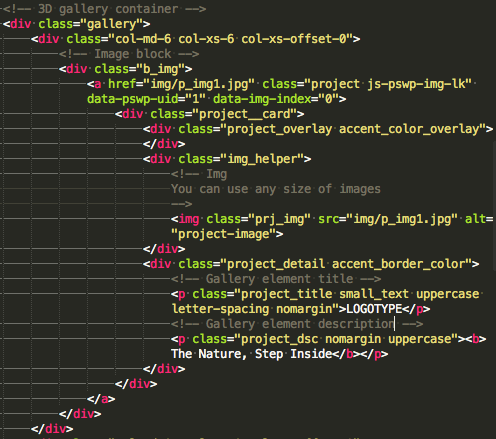 <!-- 3D gallery container -->
<div class="gallery">
<div class="col-md-6 col-xs-6 col-xs-offset-0">
<!-- Image block -->
<div class="b_img">
<a href="img/p_img1.jpg" class="project js-pswp-img-lk"
data-pswp-uid="1" data-img-index="0">
<div class="project__card">
<div class="project_overlay accent_color_overlay">
</div>
<div class="img_helper">
<!-- Img
You can use any size of images
-->
<img class="prj_img" src="img/p_img1.jpg" alt=
"project-image">
</div>
<div class="project_detail accent_border_color">
<!-- Gallery element title -->
<p class="project_title small_text uppercase
letter-spacing nomargin">LOGOTYPE</p>
<!-- Gallery element description -->
<p class="project_dsc nomargin uppercase"><b>
The Nature, Step Inside</b></p>
</div>
</div>
</a>
</div>
</div>